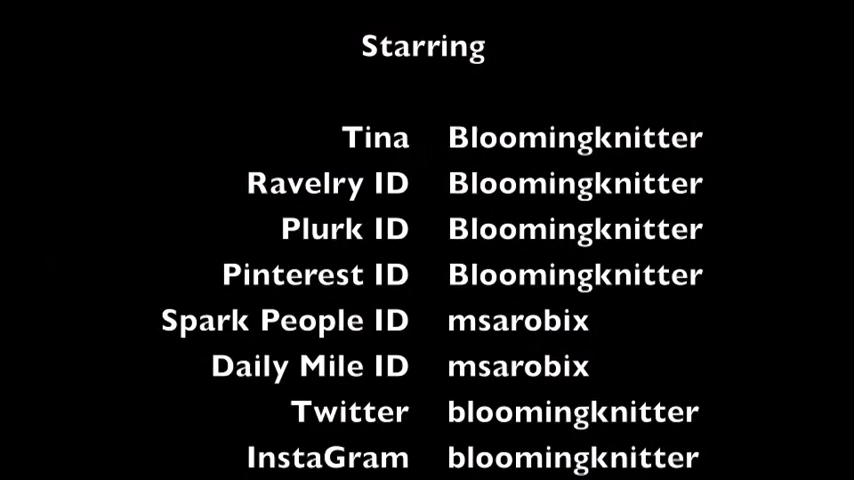 Starring
Tina Bloomingknitter
Ravelry ID Bloomingknitter
Plurk ID Bloomingknitter
Pinterest ID Bloomingknitter
Spark People ID msarobix
Daily Mile ID msarobix
Twitter bloomingknitter
InstaGram bloomingknitter